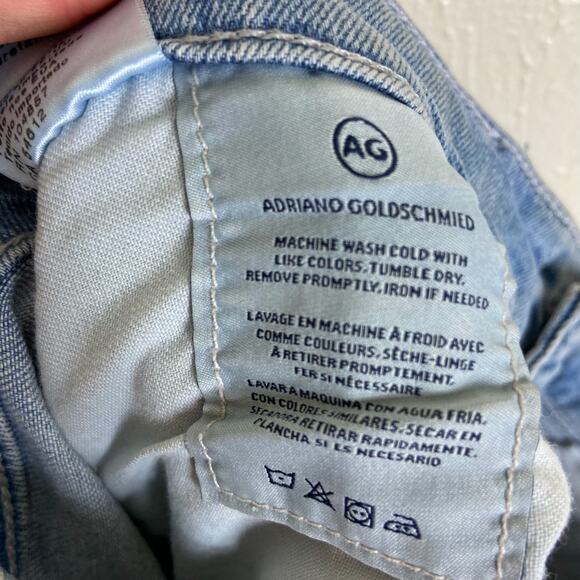 AG
ADRIANO GOLDSCHMIED
MACHINE WASH COLD WITH
LIKE COLORS, TUMBLE DRY,
REMOVE PROMPTLY, IRON IF NEEDED
LAVAGE EN MACHINE À FROID AVEC
COMME COULEURS, SÈCHE-LINGE
À RETIRER PROMPTEMENT,
FER SI NÉCESSAIRE
LAVAR A MAQUINA CON AGUA FRIA,
CON COLORES SIMILARES, SECAR EN
SECADORA RETIRAR RAPIDAMENTE,
PLANCHA SI ES NECESARIO
Importado